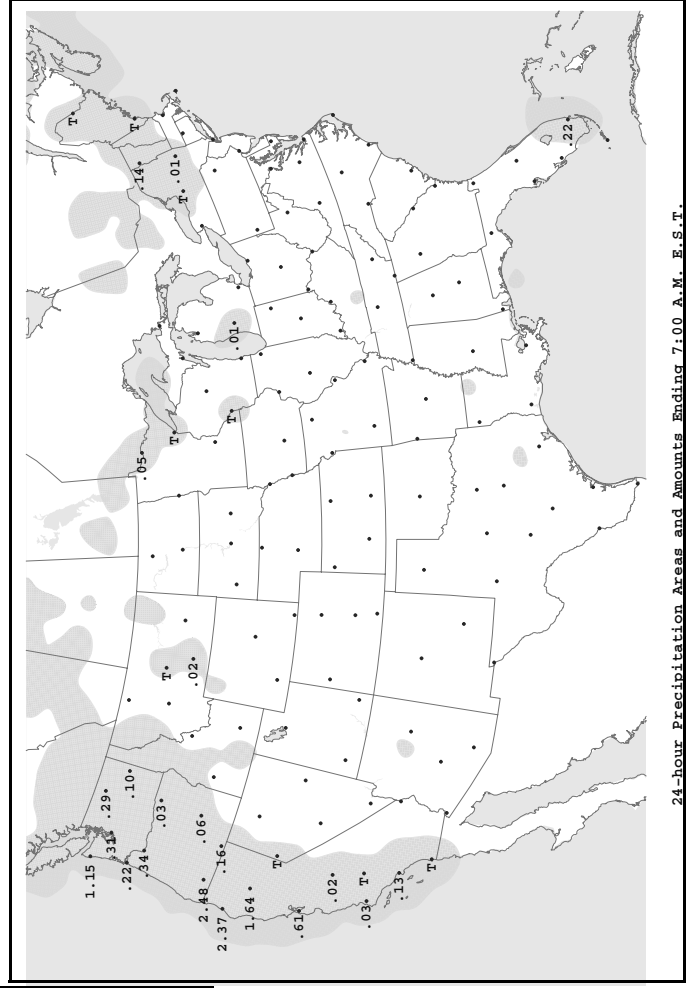 T
1.15
.29
.31
.22
.10
T
.14
.05
.34
.03
T
T
.01
T
.02
.06
2.48
.16
2.37
T
.01
1.64
T
.61
.02
T
.03
.13
T
.22
24-hour Precipitation Areas and Amounts Ending 7:00 A.M. E.S.T.